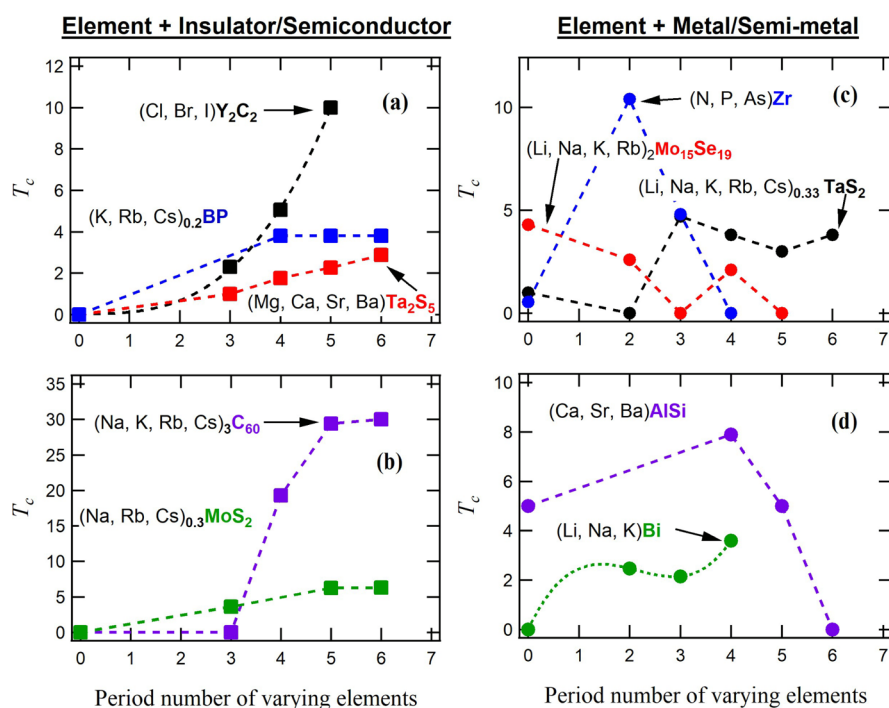 Element + Insulator/Semiconductor
Element + Metal/Semi-metal
12
10
8
6
4
2
0
T_c
(a)
(Cl, Br, I)Y₂C₂
(K, Rb, Cs)₀.₂BP
(Mg, Ca, Sr, Ba)Ta₂S₅
0 1 2 3 4 5 6 7
10
5
0
T_c
(c)
(N, P, As)Zr
(Li, Na, K, Rb)₂Mo₁₅Se₁₉
(Li, Na, K, Rb, Cs)₀.₃₃ TaS₂
0 1 2 3 4 5 6 7
35
30
25
20
15
10
5
0
T_c
(b)
(Na, K, Rb, Cs)₃C₆₀
(Na, Rb, Cs)₀.₃MoS₂
0 1 2 3 4 5 6 7
Period number of varying elements
10
8
6
4
2
0
T_c
(d)
(Ca, Sr, Ba)AlSi
(Li, Na, K)Bi
0 1 2 3 4 5 6 7
Period number of varying elements